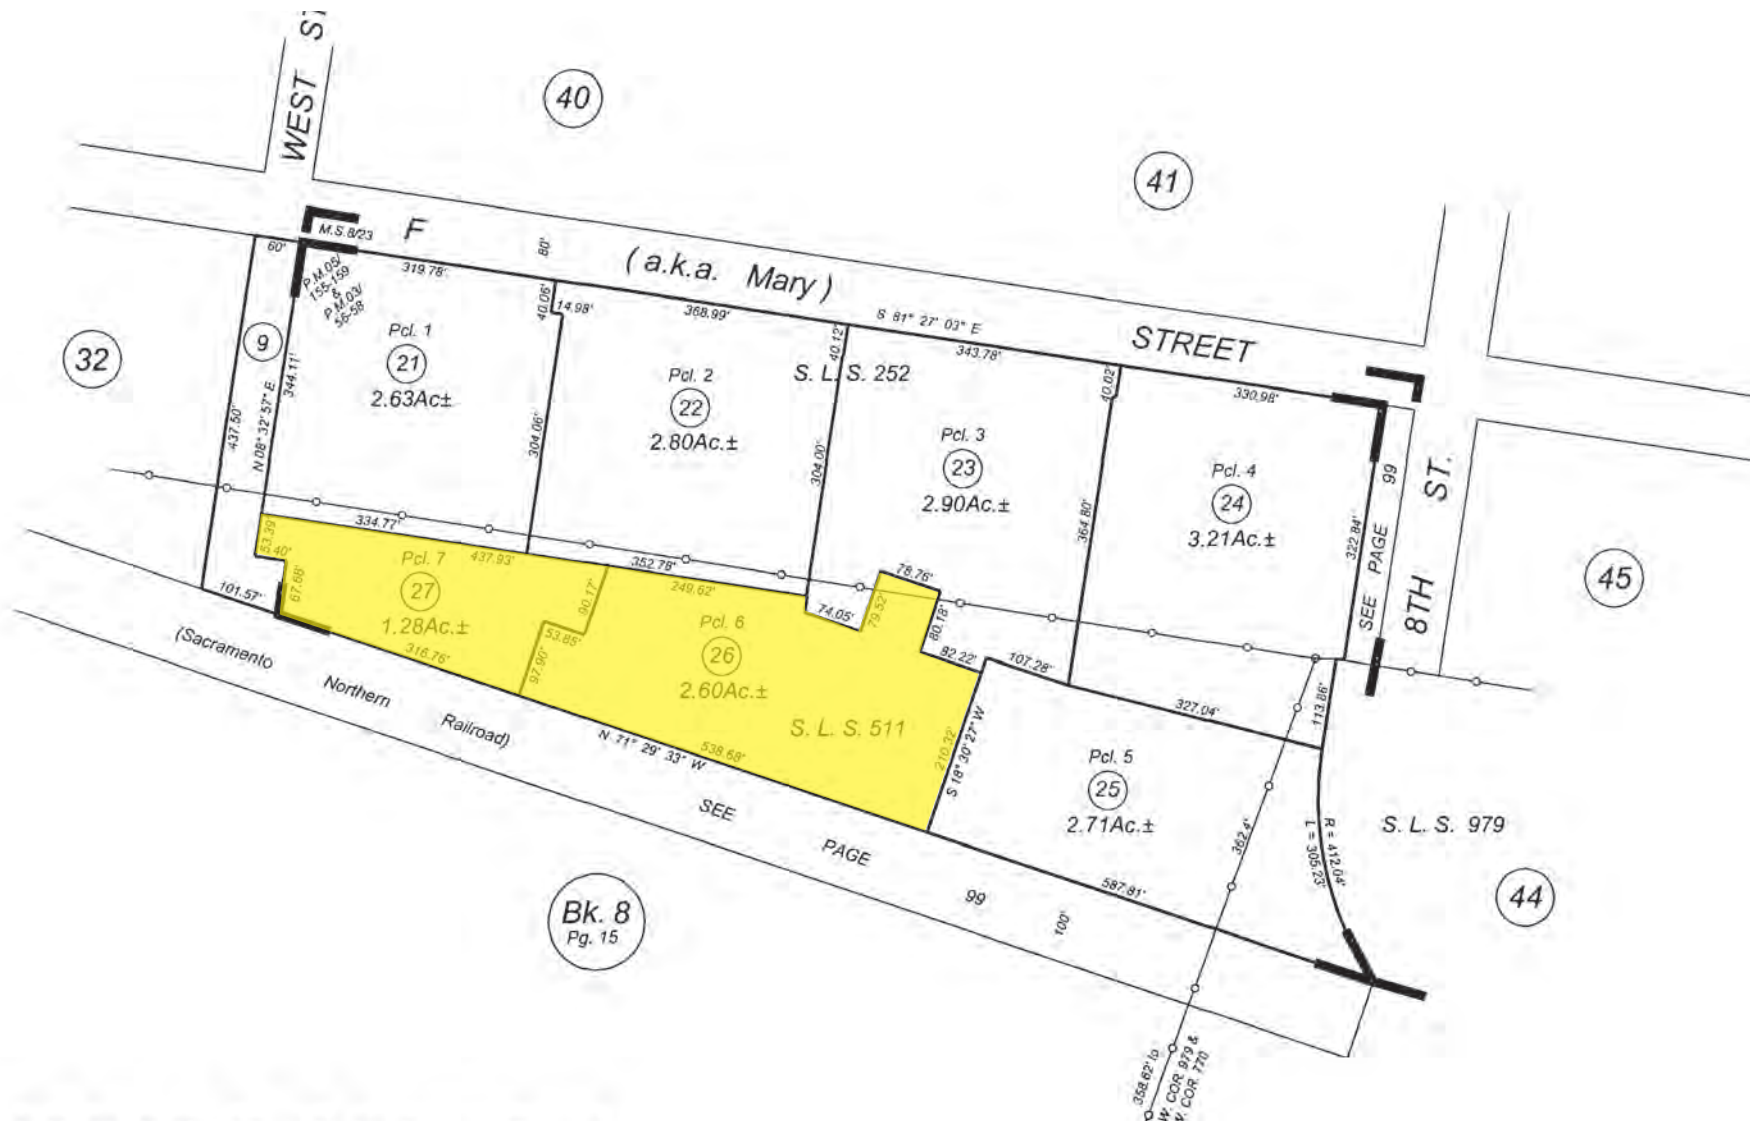 WEST
40
41
M.S.8/23
F
80'
( a.k.a. Mary )
S 81° 27' 03" E
STREET
60'
319.78'
368.99'
343.78'
330.98'
P.M.05/
155-159
&
P.M.03/
56-58
32
9
437.50'
N 08° 32' 57" E
344.11'
Pcl. 1
21
2.63Ac±
40.06'
14.98'
304.06'
Pcl. 2
22
2.80Ac.±
40.12'
304.00'
S. L. S. 252
Pcl. 3
23
2.90Ac.±
40.02'
364.80'
Pcl. 4
24
3.21Ac.±
322.84'
SEE PAGE 99
8TH ST.
45
334.77'
437.93'
352.78'
249.62'
53.39'
.40'
67.68'
101.57'
Pcl. 7
27
1.28Ac.±
316.76'
90.17'
53.85'
97.90'
Pcl. 6
26
2.60Ac.±
74.05'
79.52'
78.76'
80.18'
82.22'
107.28'
327.04'
113.86'
S. L. S. 511
538.68'
210.32'
S 18° 30' 27" W
N 71° 29' 33" W
Pcl. 5
25
2.71Ac.±
362.4'
R = 412.04'
L = 305.23'
S. L. S. 979
44
587.81'
(Sacramento Northern Railroad)
SEE PAGE 99
100'
Bk. 8
Pg. 15
358.62' to
W. COR. 979 &
W. COR. 770